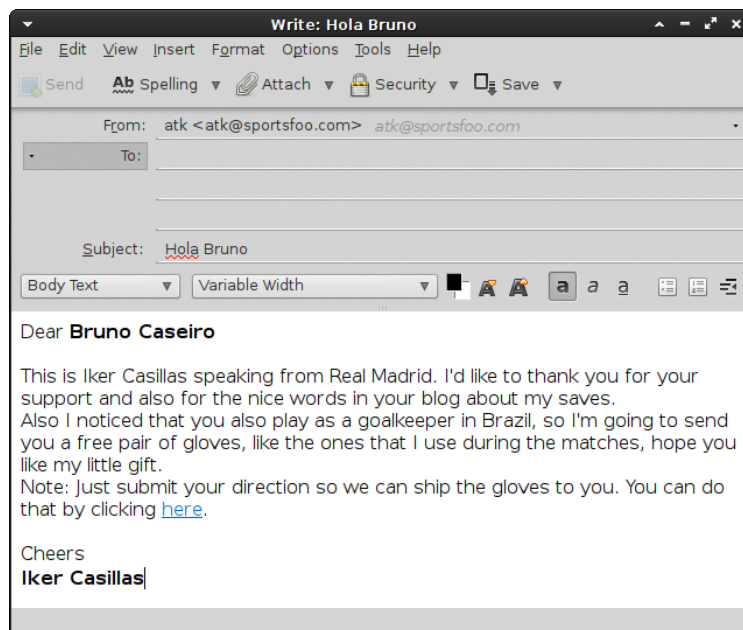 Write: Hola Bruno
File Edit View Insert Format Options Tools Help
Send Ab Spelling Attach Security Save
From: atk <atk@sportsfoo.com> atk@sportsfoo.com
To:
Subject: Hola Bruno
Body Text Variable Width a a a
Dear Bruno Caseiro
This is Iker Casillas speaking from Real Madrid. I'd like to thank you for your
support and also for the nice words in your blog about my saves.
Also I noticed that you also play as a goalkeeper in Brazil, so I'm going to send
you a free pair of gloves, like the ones that I use during the matches, hope you
like my little gift.
Note: Just submit your direction so we can ship the gloves to you. You can do
that by clicking here.
Cheers
Iker Casillas